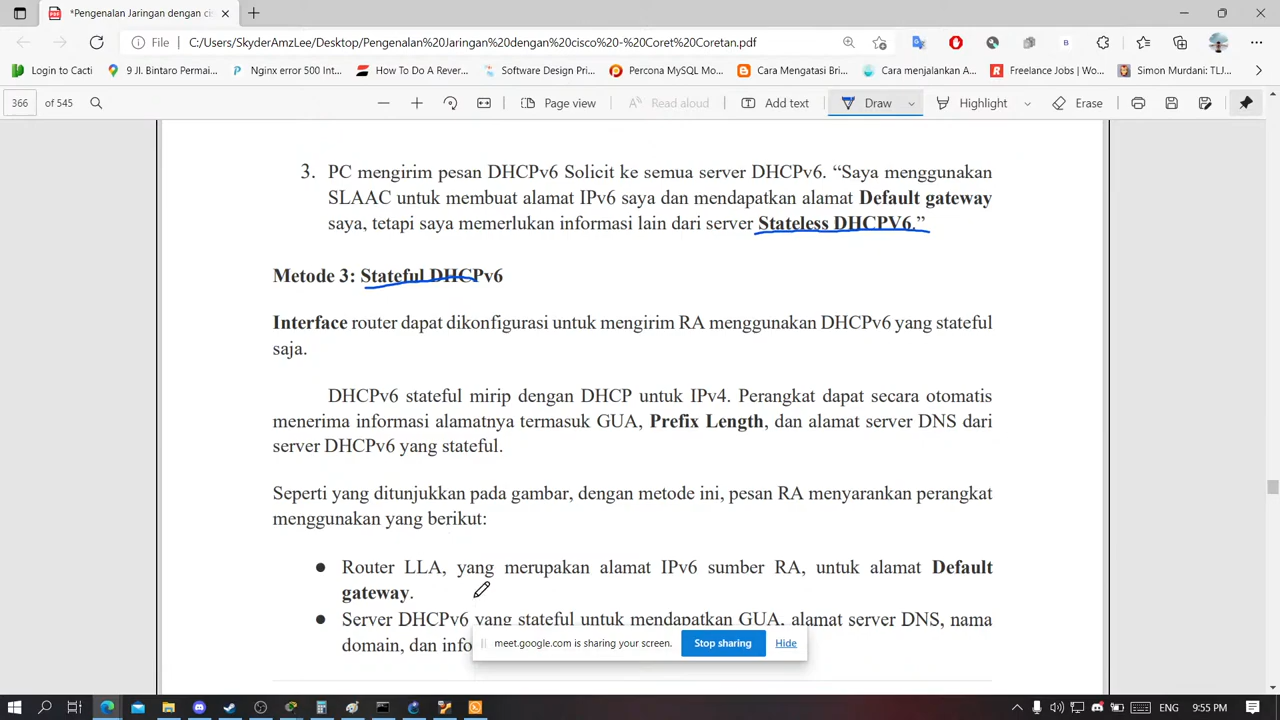 *Pengenalan Jaringan dengan cis
File
C:/Users/SkyderAmzLee/Desktop/Pengenalan%20Jaringan%20dengan%20cisco%20-%20Coret%20Coretan.pdf
Login to Cacti
9 Jl. Bintaro Permai...
Nginx error 500 Int...
How To Do A Rever...
Software Design Pri...
Percona MySQL Mo...
Cara Mengatasi Bri...
Cara menjalankan A...
Freelance Jobs | Wo...
Simon Murdani: TLJ...
366 of 545
Page view
Read aloud
Add text
Draw
Highlight
Erase
3. PC mengirim pesan DHCPv6 Solicit ke semua server DHCPv6. “Saya menggunakan
SLAAC untuk membuat alamat IPv6 saya dan mendapatkan alamat Default gateway
saya, tetapi saya memerlukan informasi lain dari server Stateless DHCPV6.”
Metode 3: Stateful DHCPv6
Interface router dapat dikonfigurasi untuk mengirim RA menggunakan DHCPv6 yang stateful
saja.
DHCPv6 stateful mirip dengan DHCP untuk IPv4. Perangkat dapat secara otomatis
menerima informasi alamatnya termasuk GUA, Prefix Length, dan alamat server DNS dari
server DHCPv6 yang stateful.
Seperti yang ditunjukkan pada gambar, dengan metode ini, pesan RA menyarankan perangkat
menggunakan yang berikut:
● Router LLA, yang merupakan alamat IPv6 sumber RA, untuk alamat Default
gateway.
● Server DHCPv6 yang stateful untuk mendapatkan GUA, alamat server DNS, nama
domain, dan info
meet.google.com is sharing your screen.
Stop sharing
Hide
ENG
9:55 PM